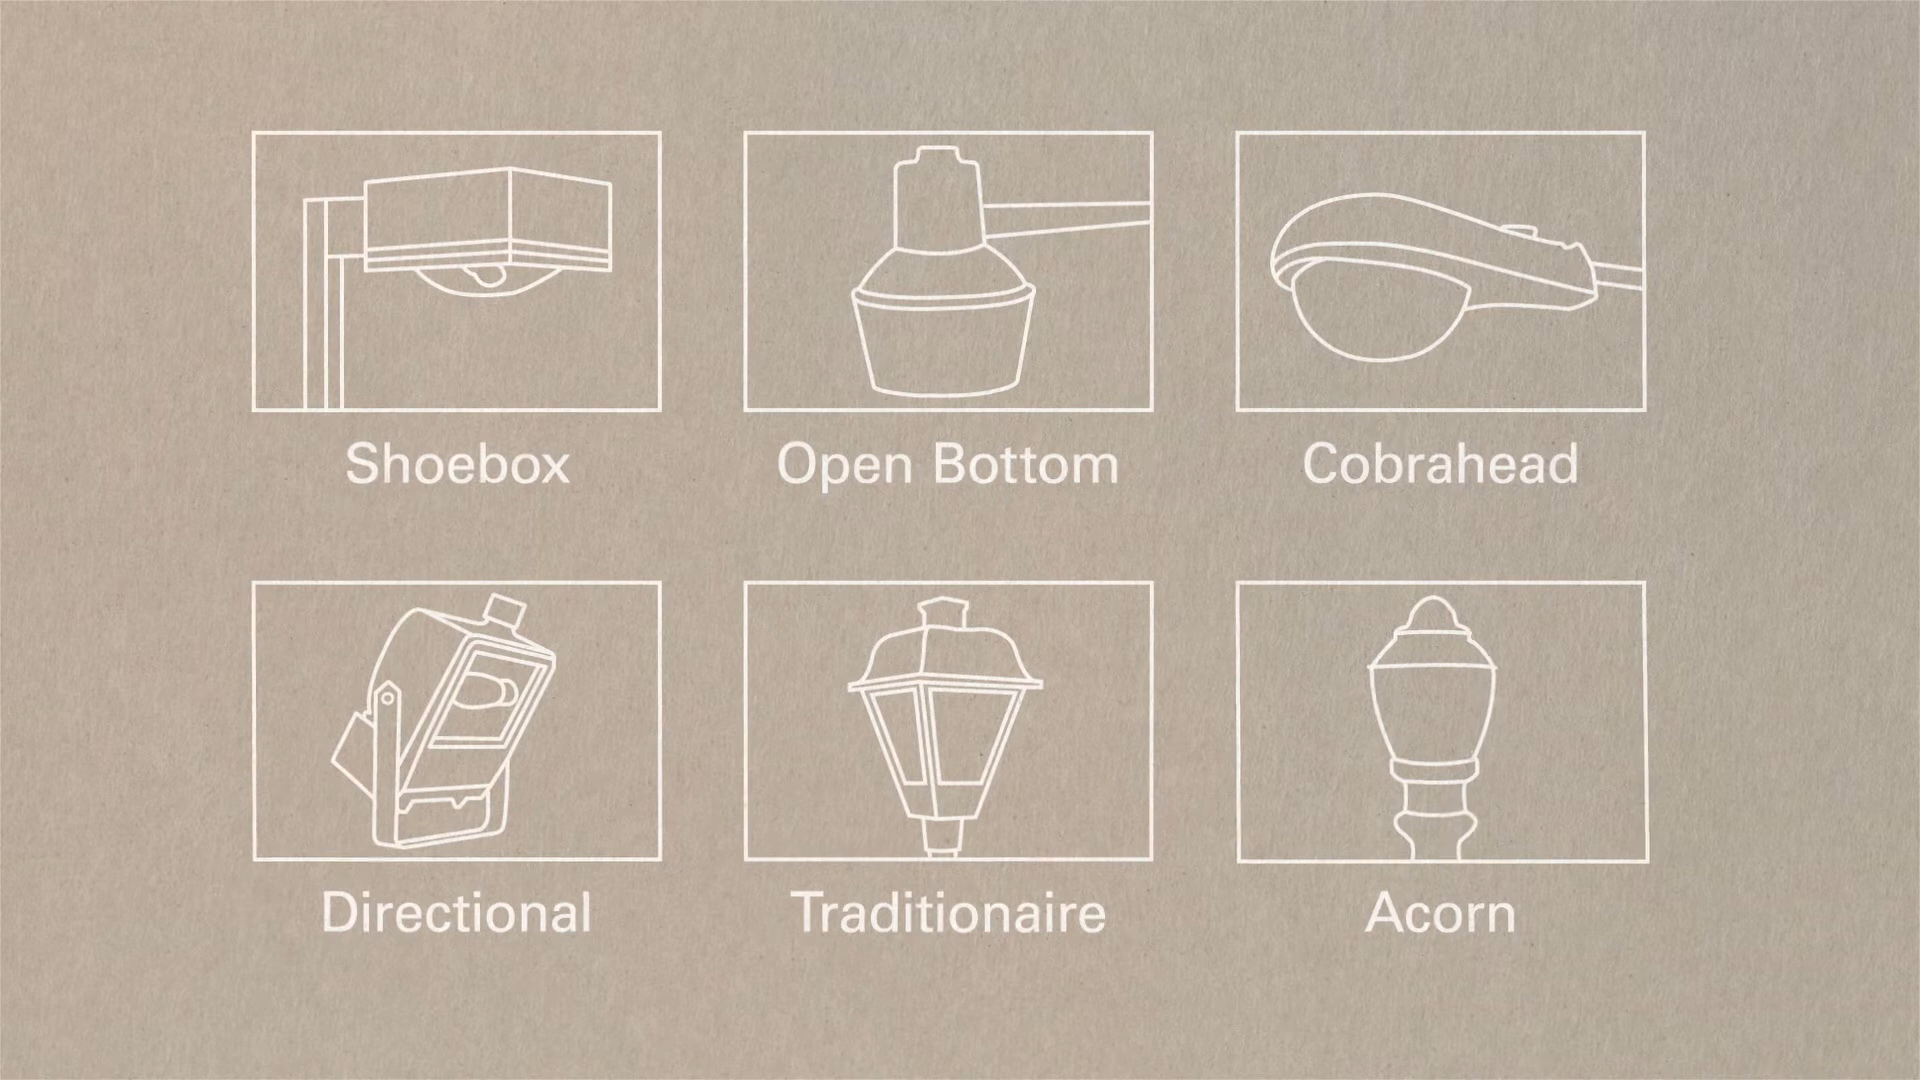 Shoebox
Open Bottom
Cobrahead
Directional
Traditionaire
Acorn